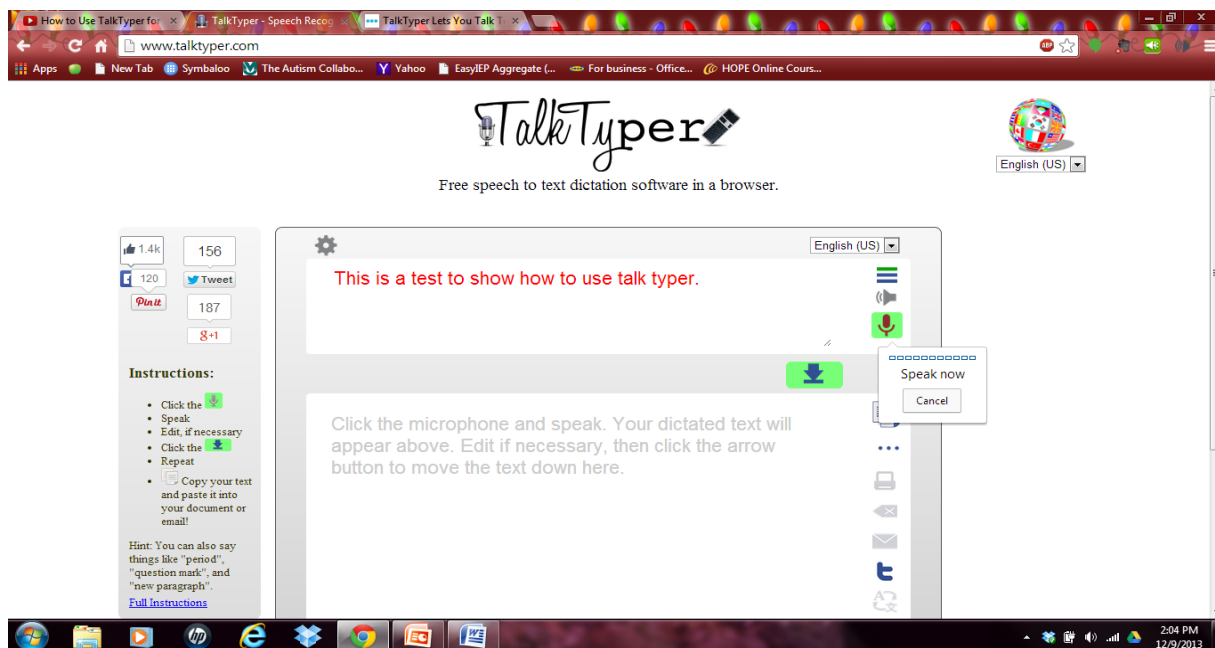 How to Use TalkTyper for
TalkTyper - Speech Recog
TalkTyper Lets You Talk T
www.talktyper.com
ABP
Apps
New Tab
Symbaloo
The Autism Collabo...
Yahoo
EasyIEP Aggregate (...
For business - Office...
HOPE Online Cours...
TalkTyper
English (US)
Free speech to text dictation software in a browser.
1.4k
156
120
Tweet
Pin it
187
g+1
English (US)
This is a test to show how to use talk typer.
Speak now
Cancel
Instructions:
• Click the
• Speak
• Edit, if necessary
• Click the
• Repeat
• Copy your text
and paste it into
your document or
email!
Hint: You can also say
things like "period",
"question mark", and
"new paragraph".
Full Instructions
Click the microphone and speak. Your dictated text will
appear above. Edit if necessary, then click the arrow
button to move the text down here.
2:04 PM
12/9/2013